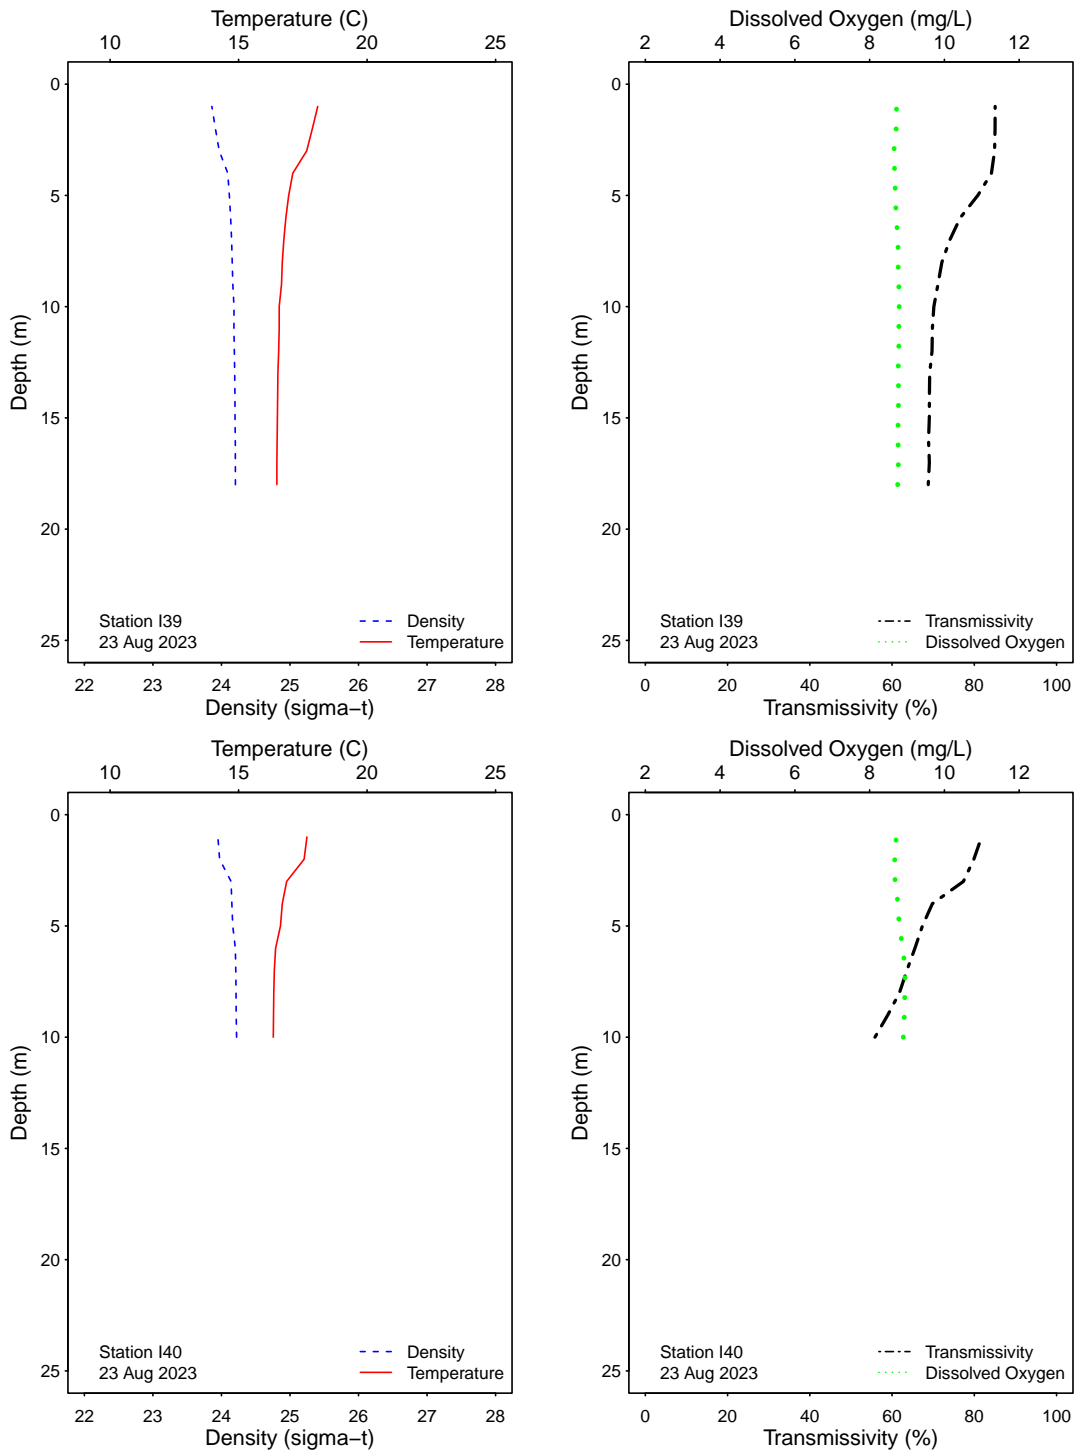 Temperature (C)
10 15 20 25
0
5
10
15
20
25
Depth (m)
Station I39
23 Aug 2023
Density
Temperature
22 23 24 25 26 27 28
Density (sigma−t)
Dissolved Oxygen (mg/L)
2 4 6 8 10 12
0
5
10
15
20
25
Depth (m)
Station I39
23 Aug 2023
Transmissivity
Dissolved Oxygen
0 20 40 60 80 100
Transmissivity (%)
Temperature (C)
10 15 20 25
0
5
10
15
20
25
Depth (m)
Station I40
23 Aug 2023
Density
Temperature
22 23 24 25 26 27 28
Density (sigma−t)
Dissolved Oxygen (mg/L)
2 4 6 8 10 12
0
5
10
15
20
25
Depth (m)
Station I40
23 Aug 2023
Transmissivity
Dissolved Oxygen
0 20 40 60 80 100
Transmissivity (%)